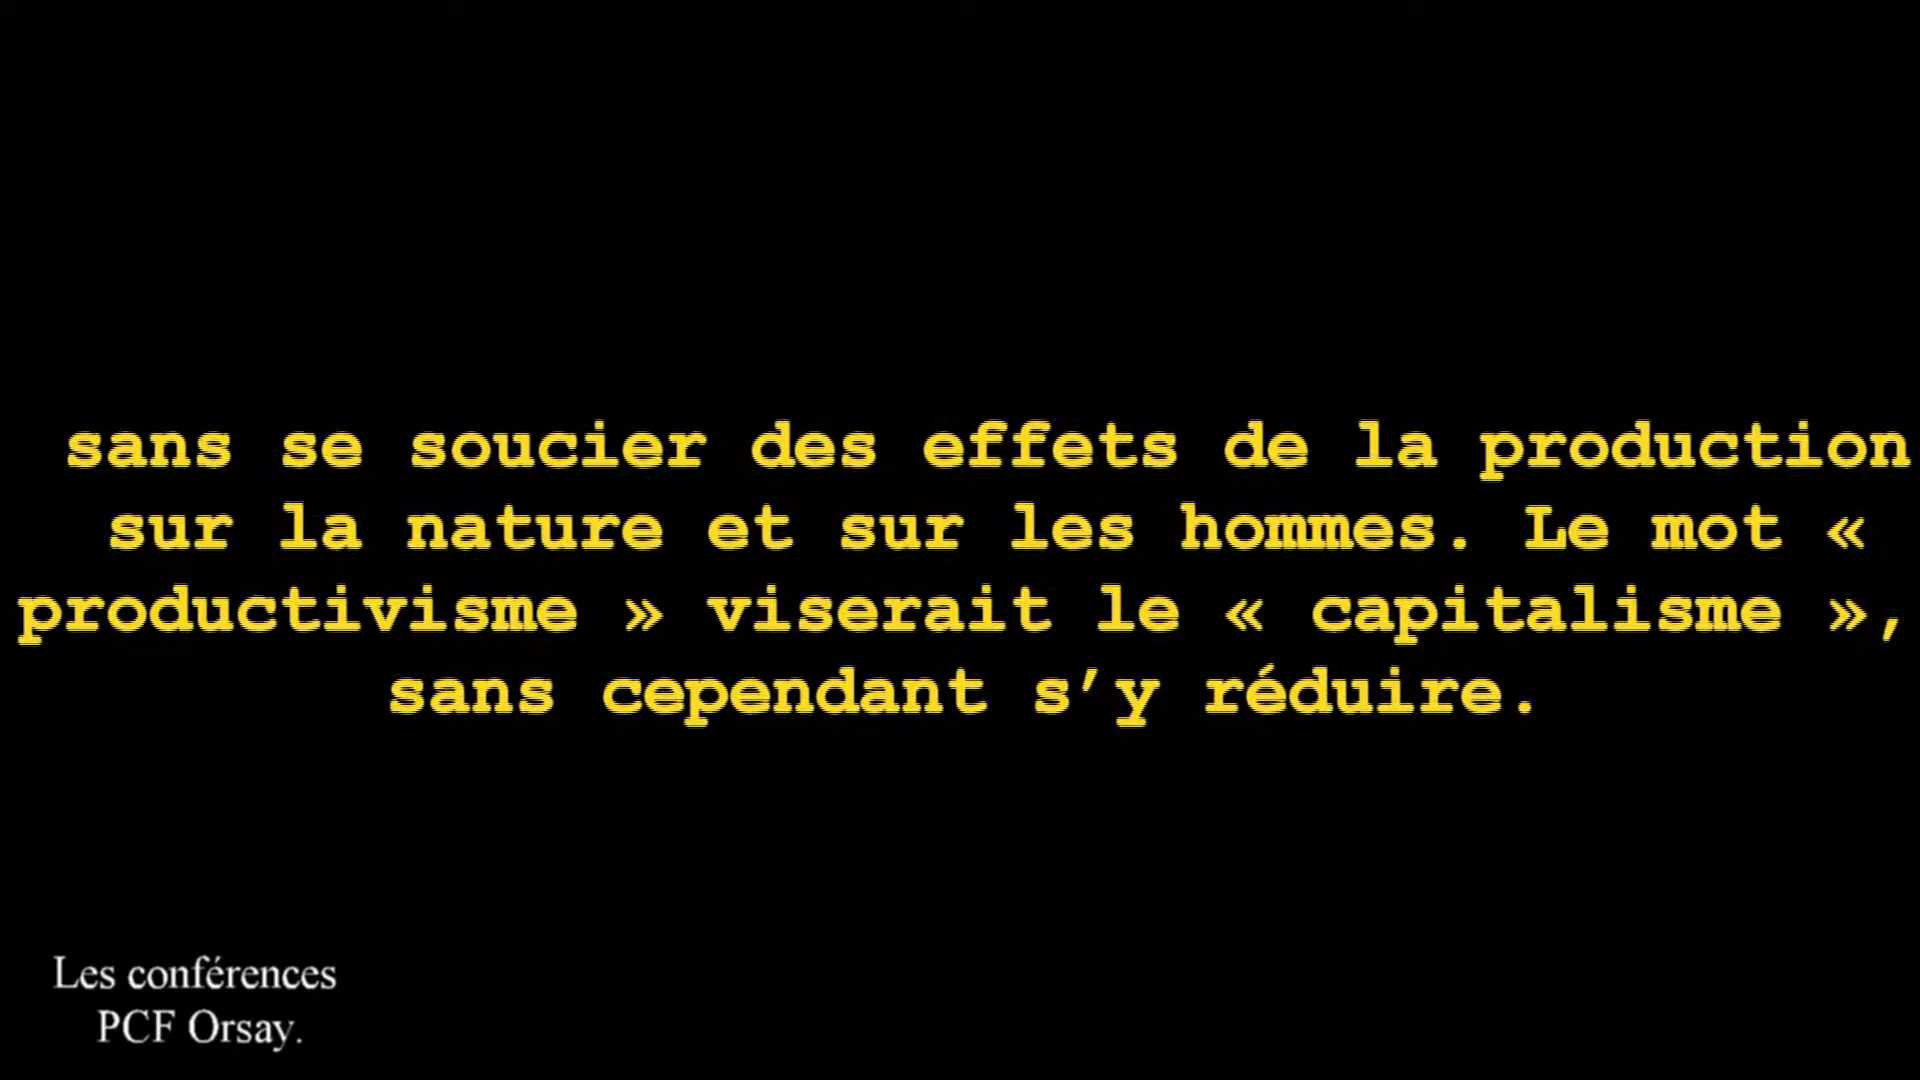 sans se soucier des effets de la production
sur la nature et sur les hommes. Le mot «
productivisme » viserait le « capitalisme »,
sans cependant s’y réduire.
Les conférences
PCF Orsay.